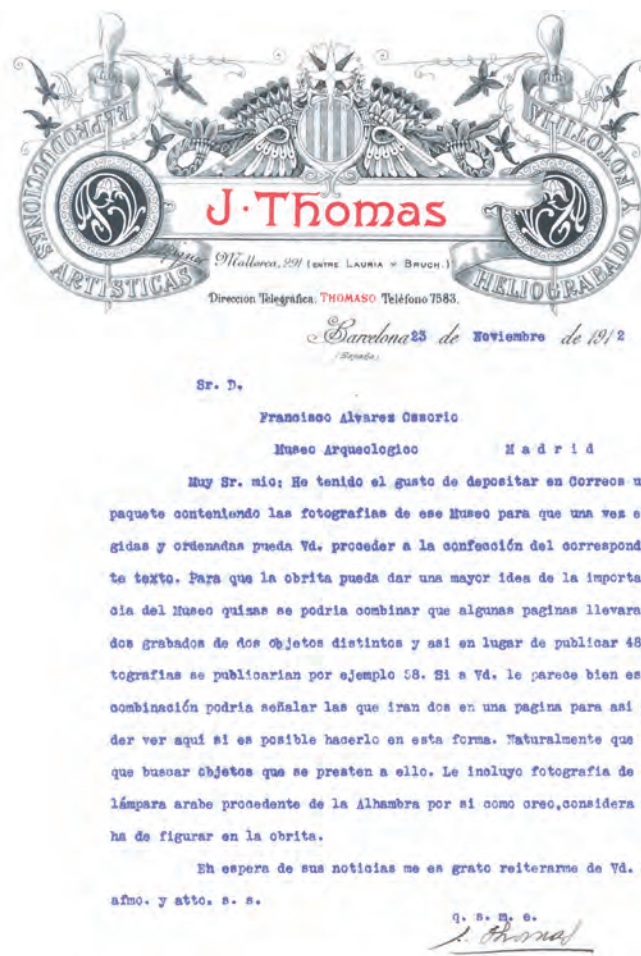 REPRODUCCIONES ARTISTICAS
HELIOGRABADO Y FOTOTIPIA
J. Thomas
Mallorca, 291 (ENTRE LAURIA Y BRUCH.)
Direccion Telegráfica: THOMASO Teléfono 7583.
Barcelona 23 de Noviembre de 1912
(España)
Sr. D.
Francisco Alvarez Ossorio
Museo Arqueologico Madrid
Muy Sr. mio: He tenido el gusto de depositar en Correos u
paquete conteniendo las fotografias de ese Museo para que una vez e
gidas y ordenadas pueda Vd. proceder a la confección del correspond
te texto. Para que la obrita pueda dar una mayor idea de la importa
cia del Museo quizas se podria combinar que algunas paginas llevara
dos grabados de dos objetos distintos y asi en lugar de publicar 48
tografias se publicarian por ejemplo 58. Si a Vd. le parece bien es
combinación podria señalar las que iran dos en una pagina para asi
der ver aquí si es posible hacerlo en esta forma. Naturalmente que
que buscar objetos que se presten a ello. Le incluyo fotografia de
lámpara arabe procedente de la Alhambra por si como creo,considera
ha de figurar en la obrita.
En espera de sus noticias me es grato reiterarme de Vd.
afmo. y atto. s. s.
q. s. m. e.
J. Thomas